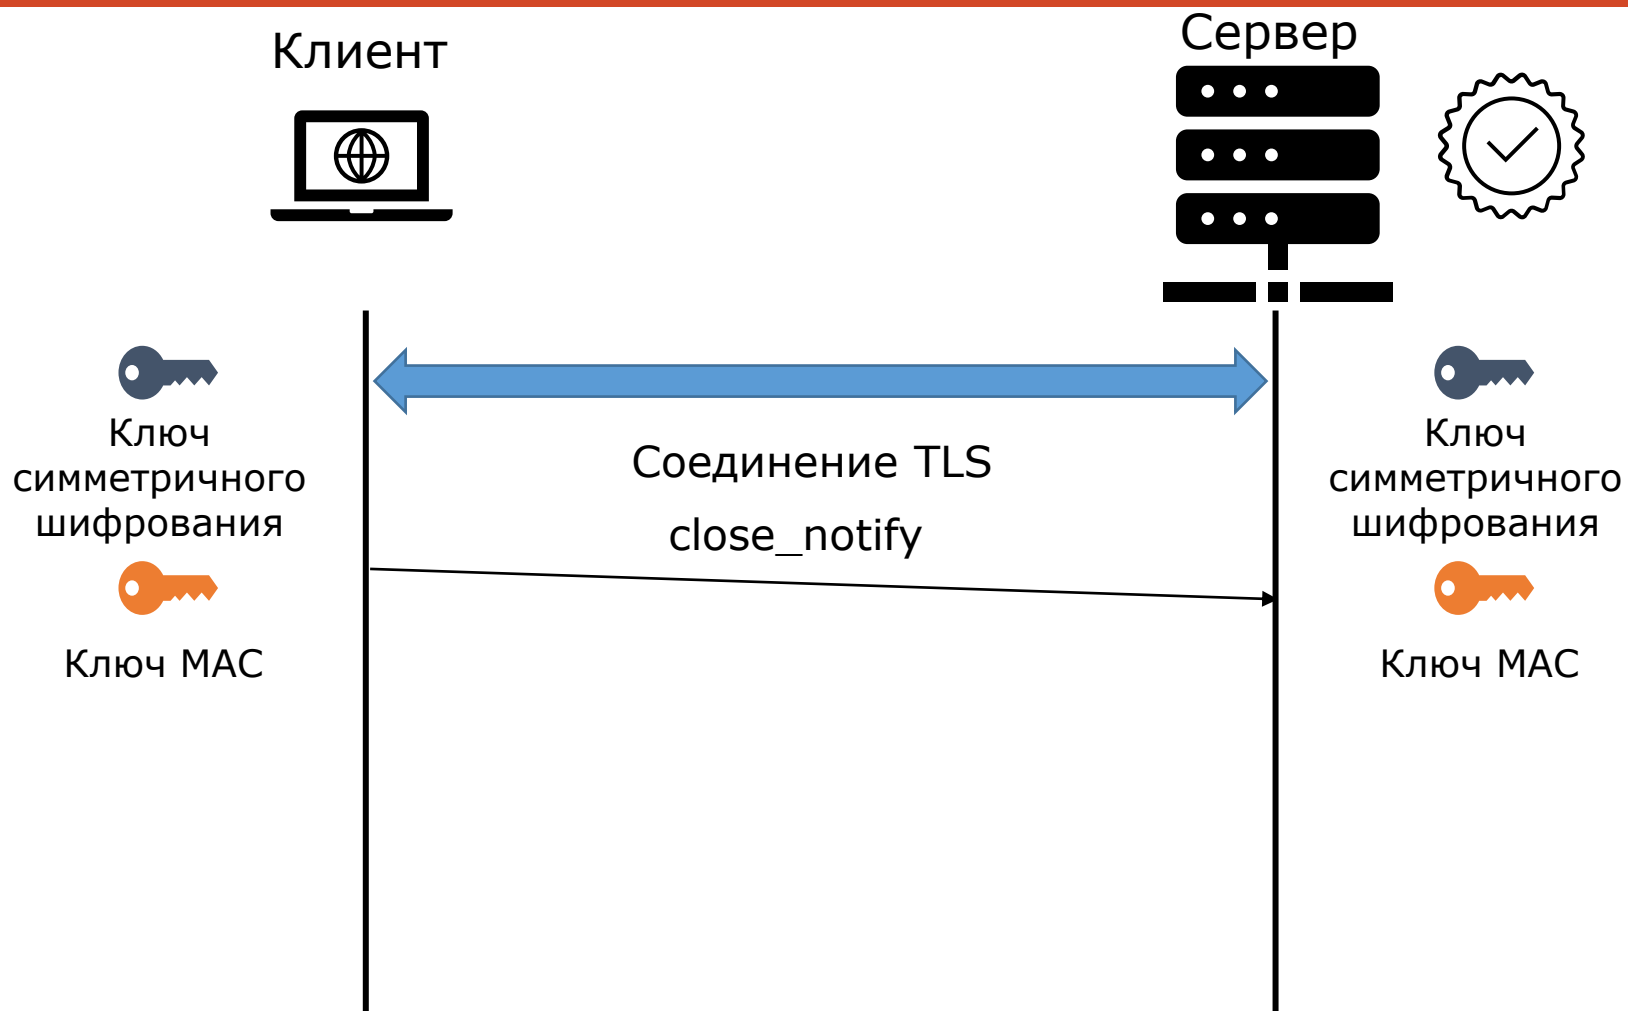 Клиент
Сервер
Ключ
симметричного
шифрования
Ключ MAC
Соединение TLS
close_notify
Ключ
симметричного
шифрования
Ключ MAC